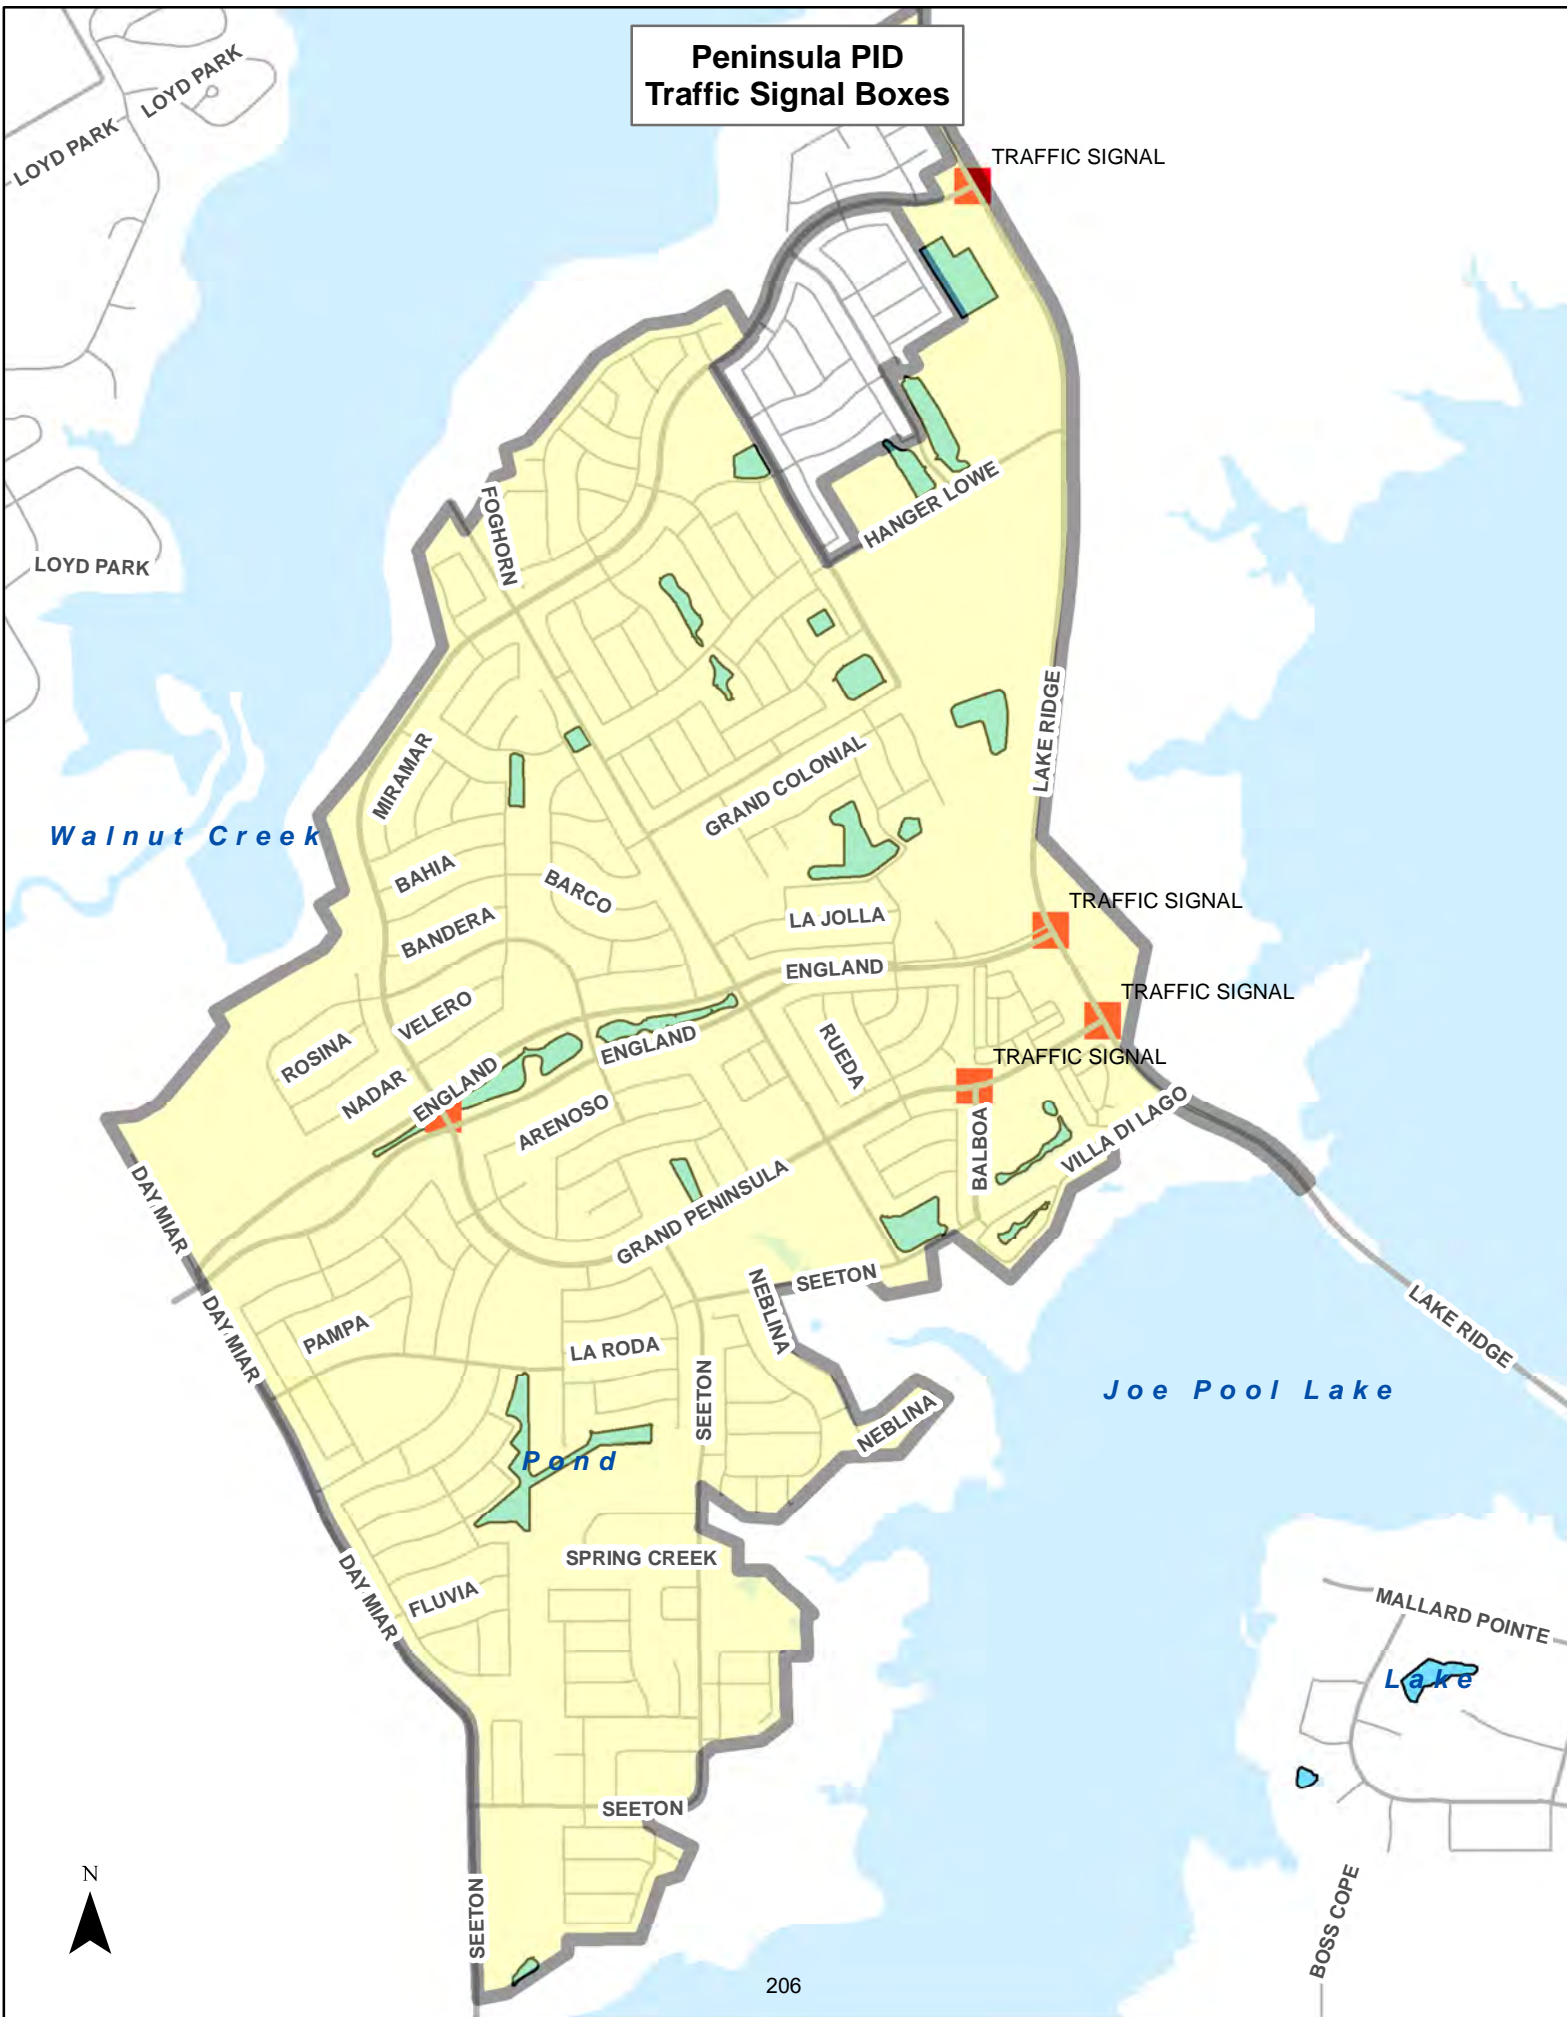 Peninsula PID
Traffic Signal Boxes
LOYD PARK
LOYD PARK
TRAFFIC SIGNAL
FOGHORN
HANGER LOWE
LOYD PARK
LAKE RIDGE
MIRAMAR
GRAND COLONIAL
Walnut Creek
BAHIA
BARCO
BANDERA
LA JOLLA
TRAFFIC SIGNAL
ENGLAND
TRAFFIC SIGNAL
VELERO
ROSINA
ENGLAND
RUEDA
TRAFFIC SIGNAL
NADAR
ENGLAND
ARENOSO
BALBOA
VILLA DI LAGO
DAY MIAR
GRAND PENINSULA
SEETON
NEBLINA
DAY MIAR
PAMPA
LA RODA
LAKE RIDGE
Joe Pool Lake
SEETON
NEBLINA
Pond
SPRING CREEK
DAY MIAR
FLUVIA
MALLARD POINTE
Lake
SEETON
N
SEETON
BOSS COPE
206